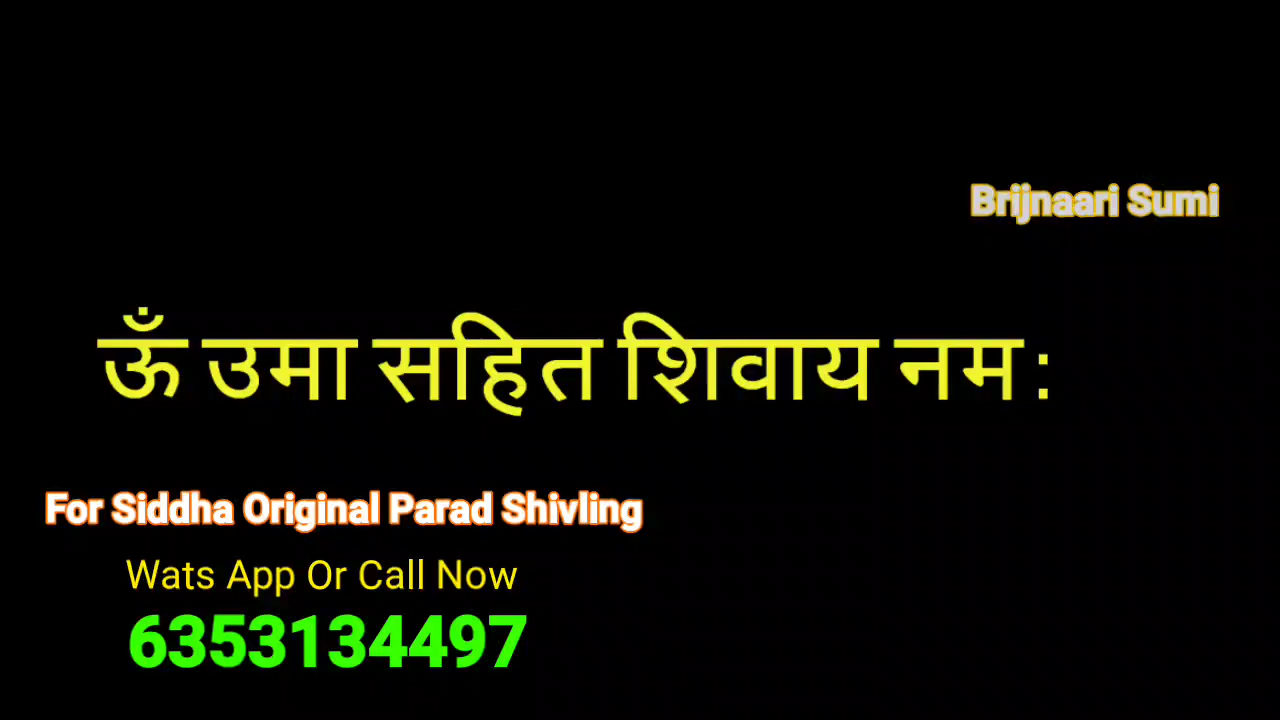 Brijnaari Sumi
ऊँ उमा सहित शिवाय नम:
For Siddha Original Parad Shivling
Wats App Or Call Now
6353134497